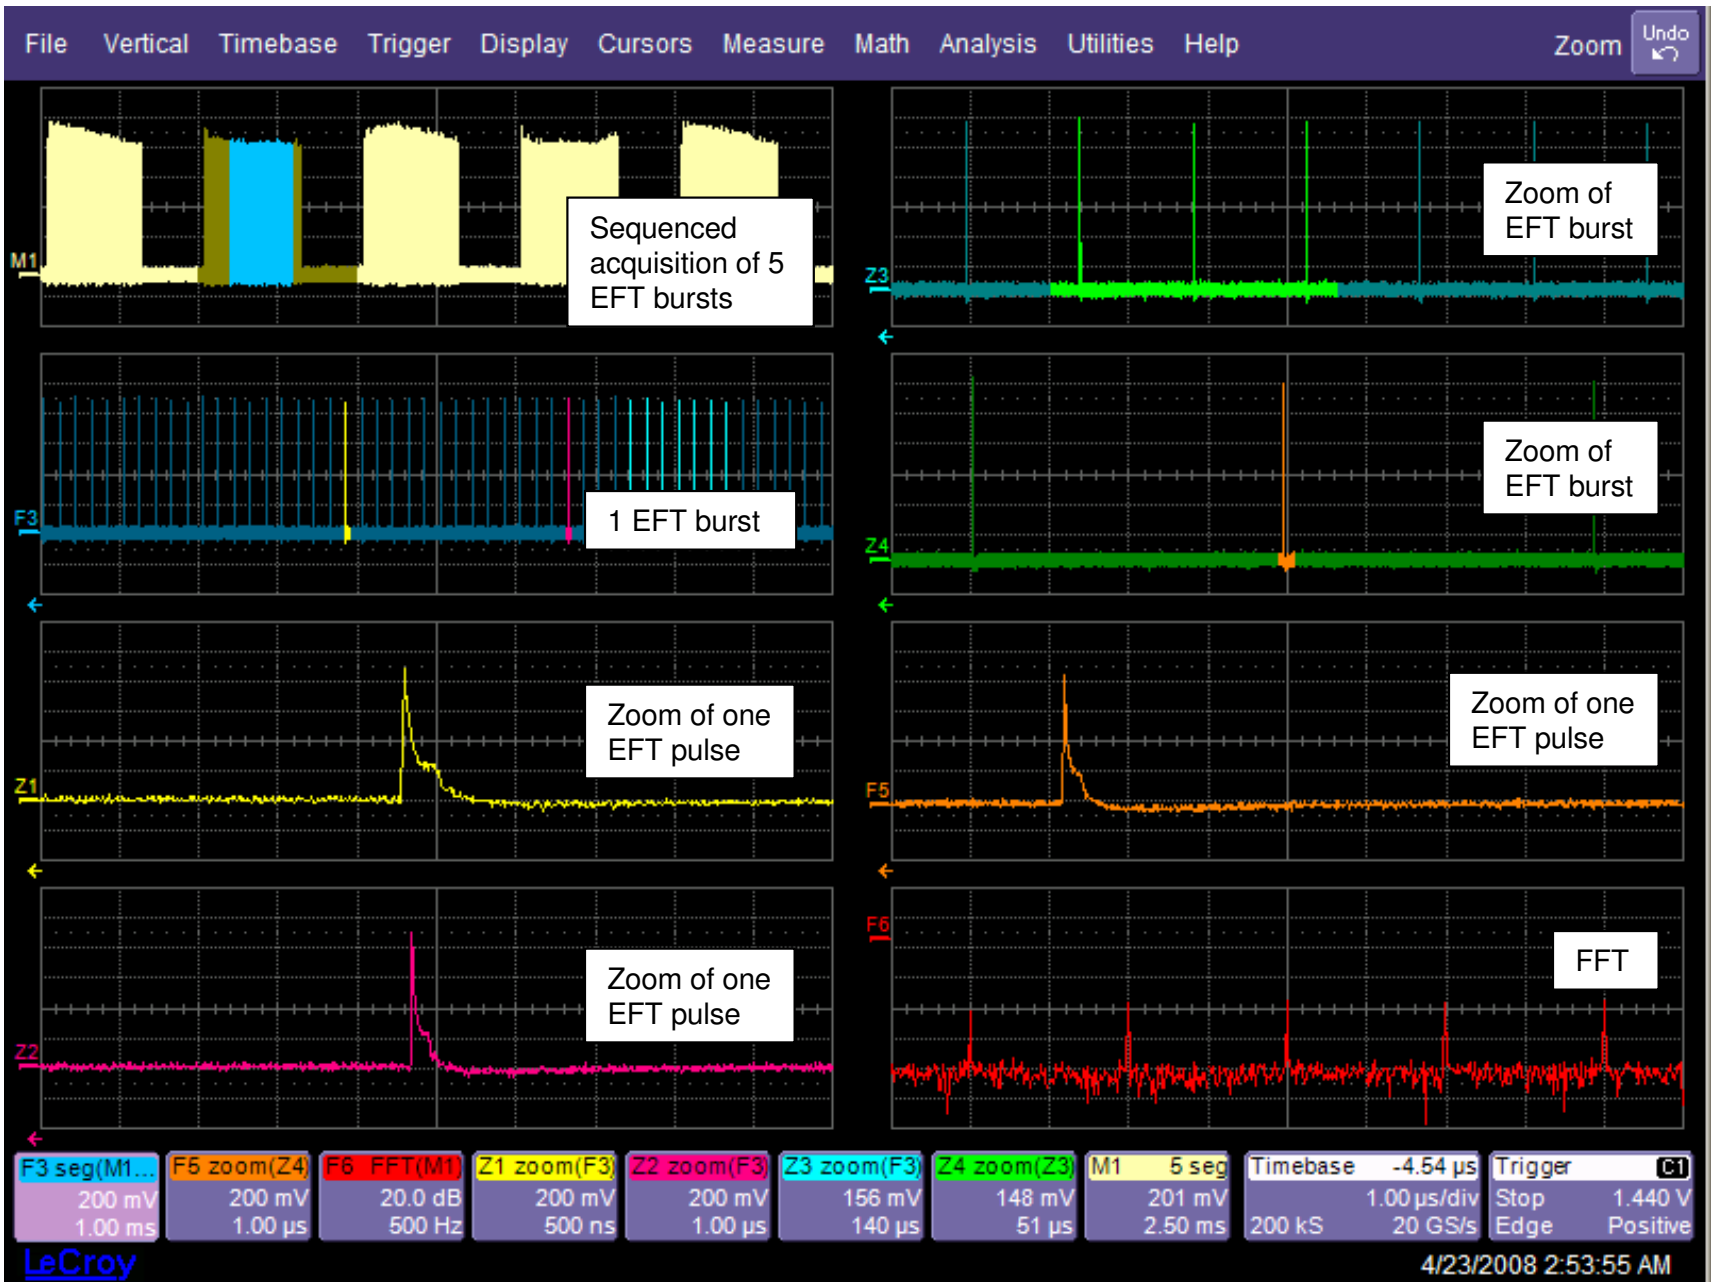 File Vertical Timebase Trigger Display Cursors Measure Math Analysis Utilities Help Zoom Undo
M1
Sequenced
acquisition of 5
EFT bursts
Z3
Zoom of
EFT burst
F3
1 EFT burst
Z4
Zoom of
EFT burst
Z1
Zoom of one
EFT pulse
F5
Zoom of one
EFT pulse
Z2
Zoom of one
EFT pulse
F6
FFT
F3 seg(M1... F5 zoom(Z4) F6 FFT(M1) Z1 zoom(F3) Z2 zoom(F3) Z3 zoom(F3) Z4 zoom(Z3) M1 5 seg Timebase -4.54 µs Trigger C1
200 mV 200 mV 20.0 dB 200 mV 200 mV 156 mV 148 mV 201 mV 1.00 µs/div Stop 1.440 V
1.00 ms 1.00 µs 500 Hz 500 ns 1.00 µs 140 µs 51 µs 2.50 ms 200 kS 20 GS/s Edge Positive
LeCroy 4/23/2008 2:53:55 AM